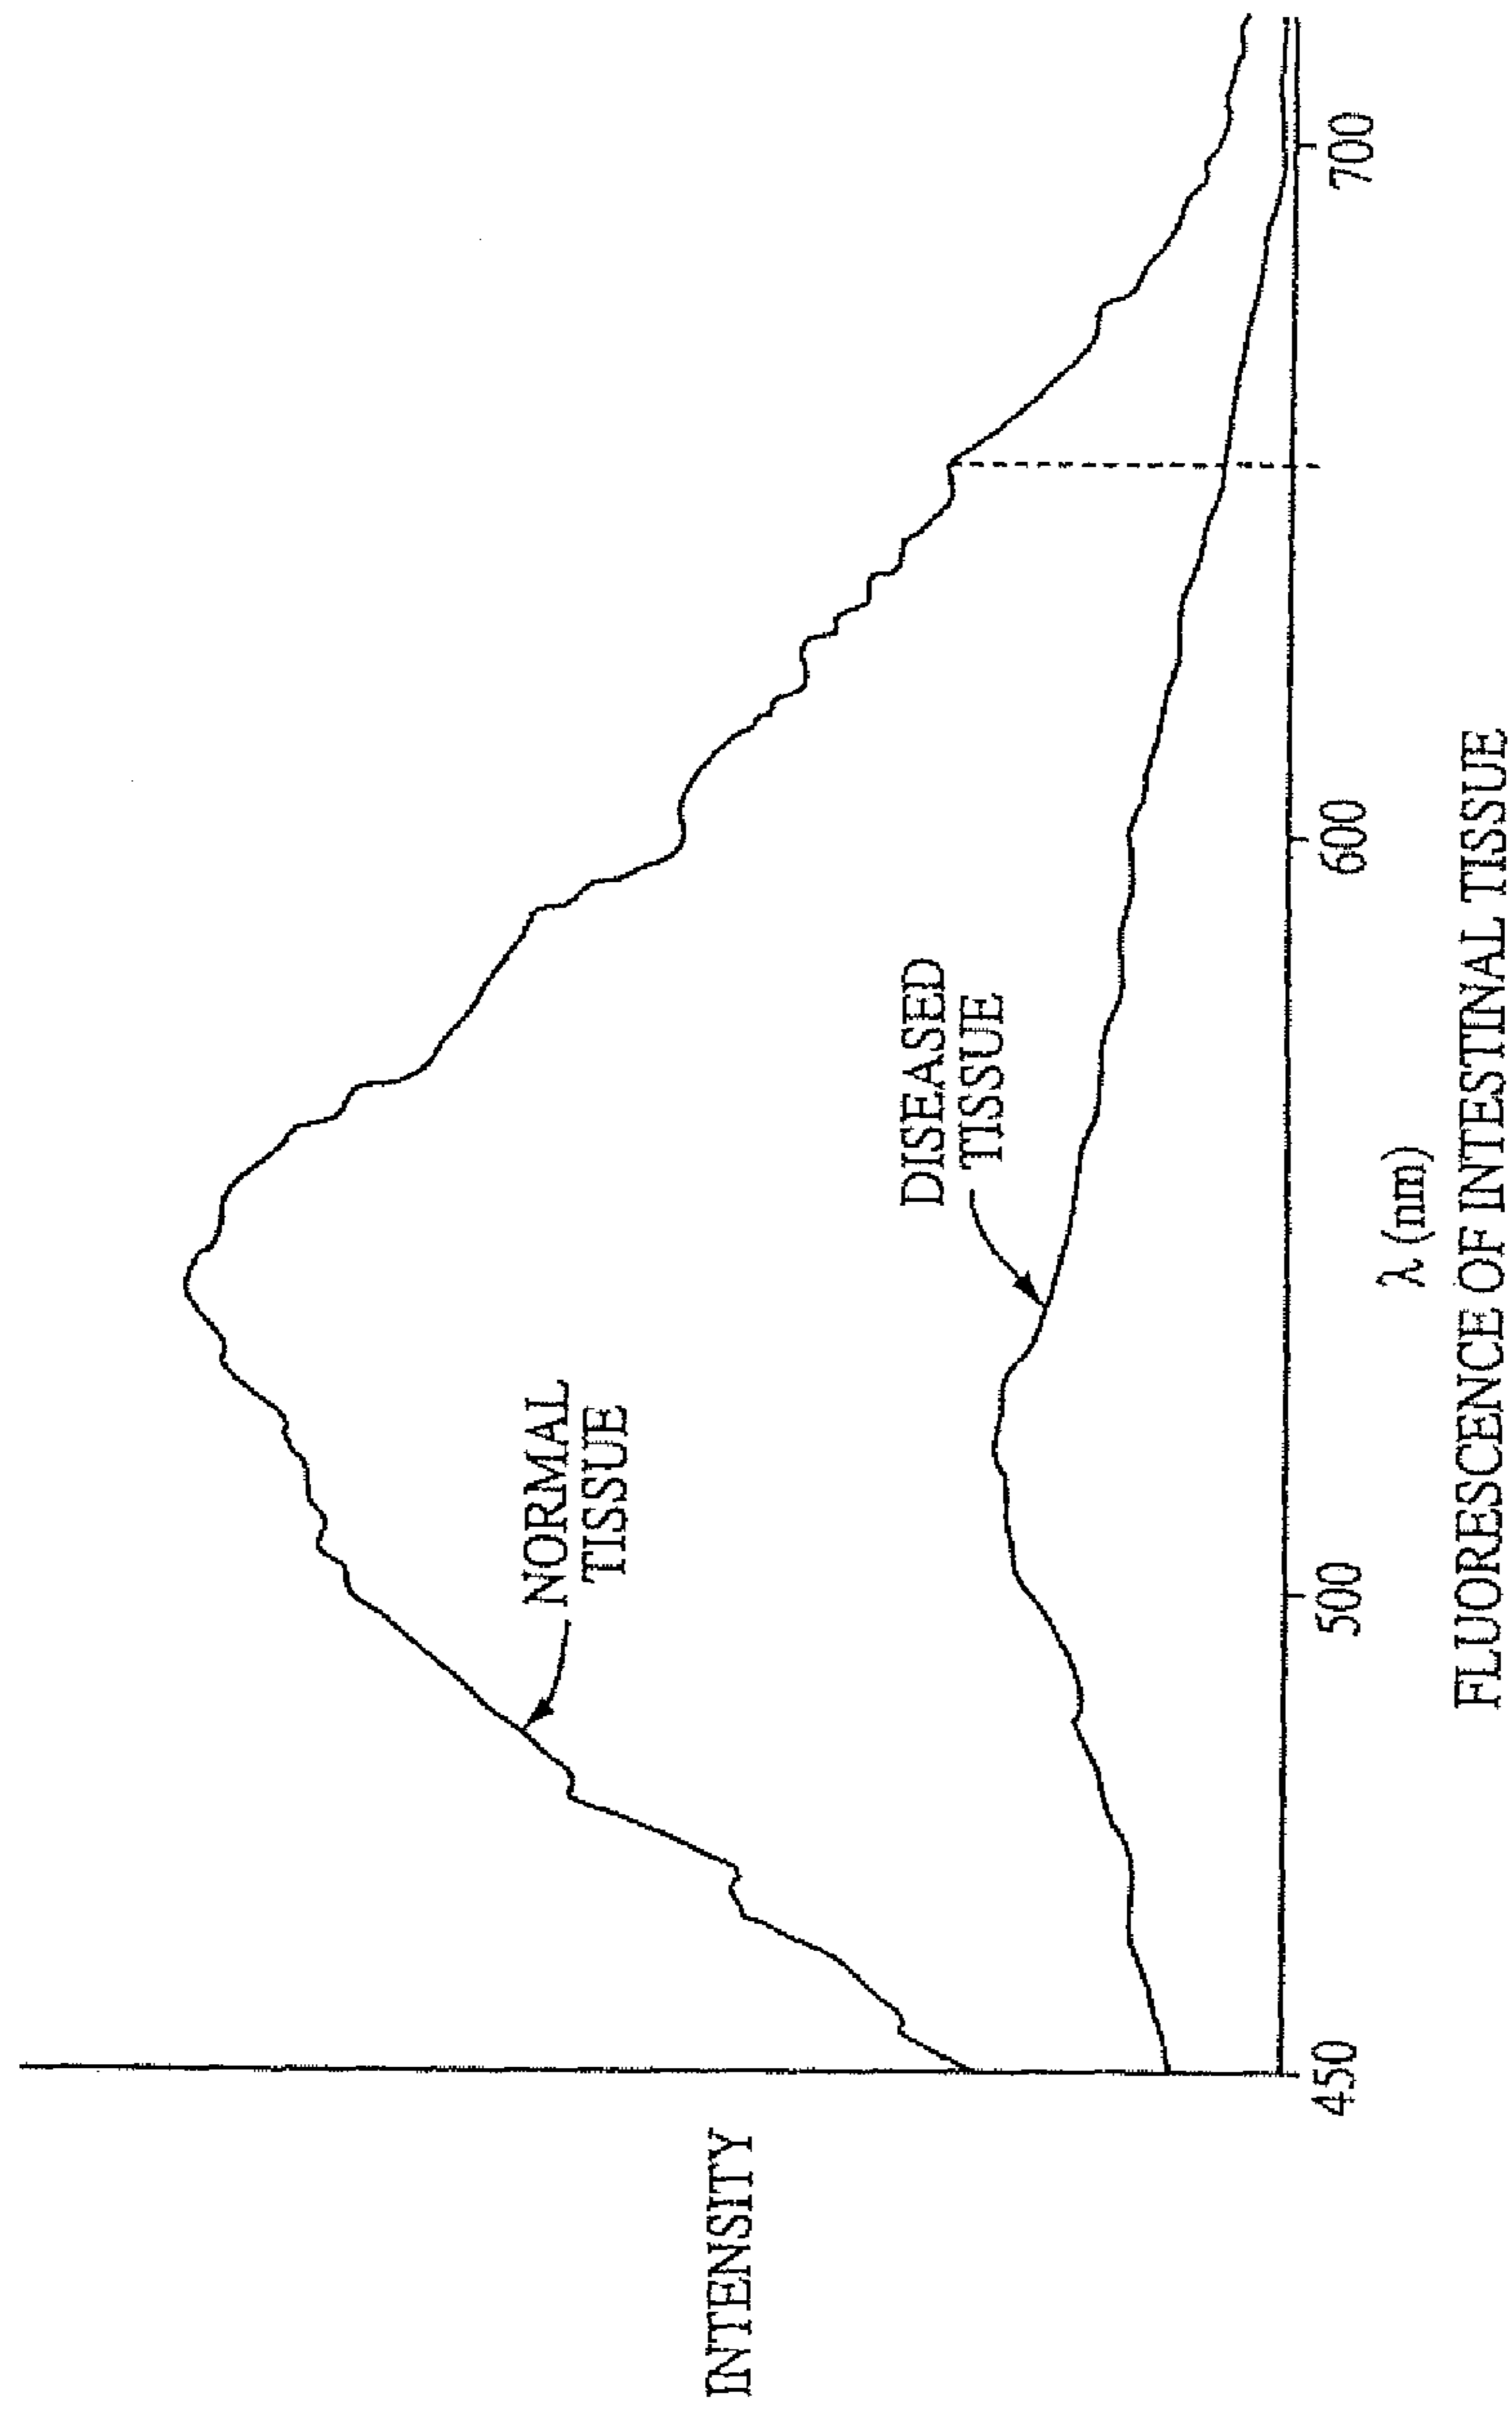 INTENSITY
NORMAL
TISSUE
DISEASED
TISSUE
450
500
600
700
λ (nm)
FLUORESCENCE OF INTESTINAL TISSUE